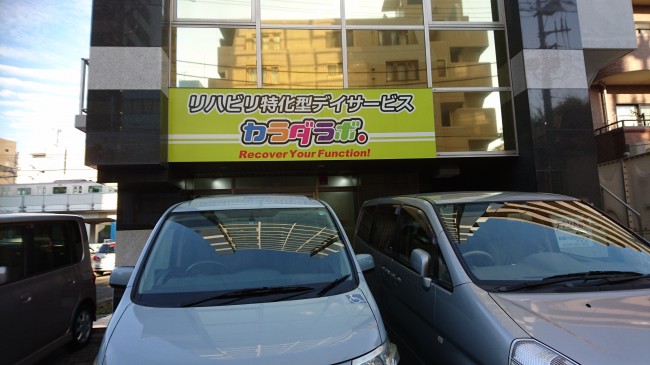 リハビリ特化型デイサービス
カラダラボ。
Recover Your Function!